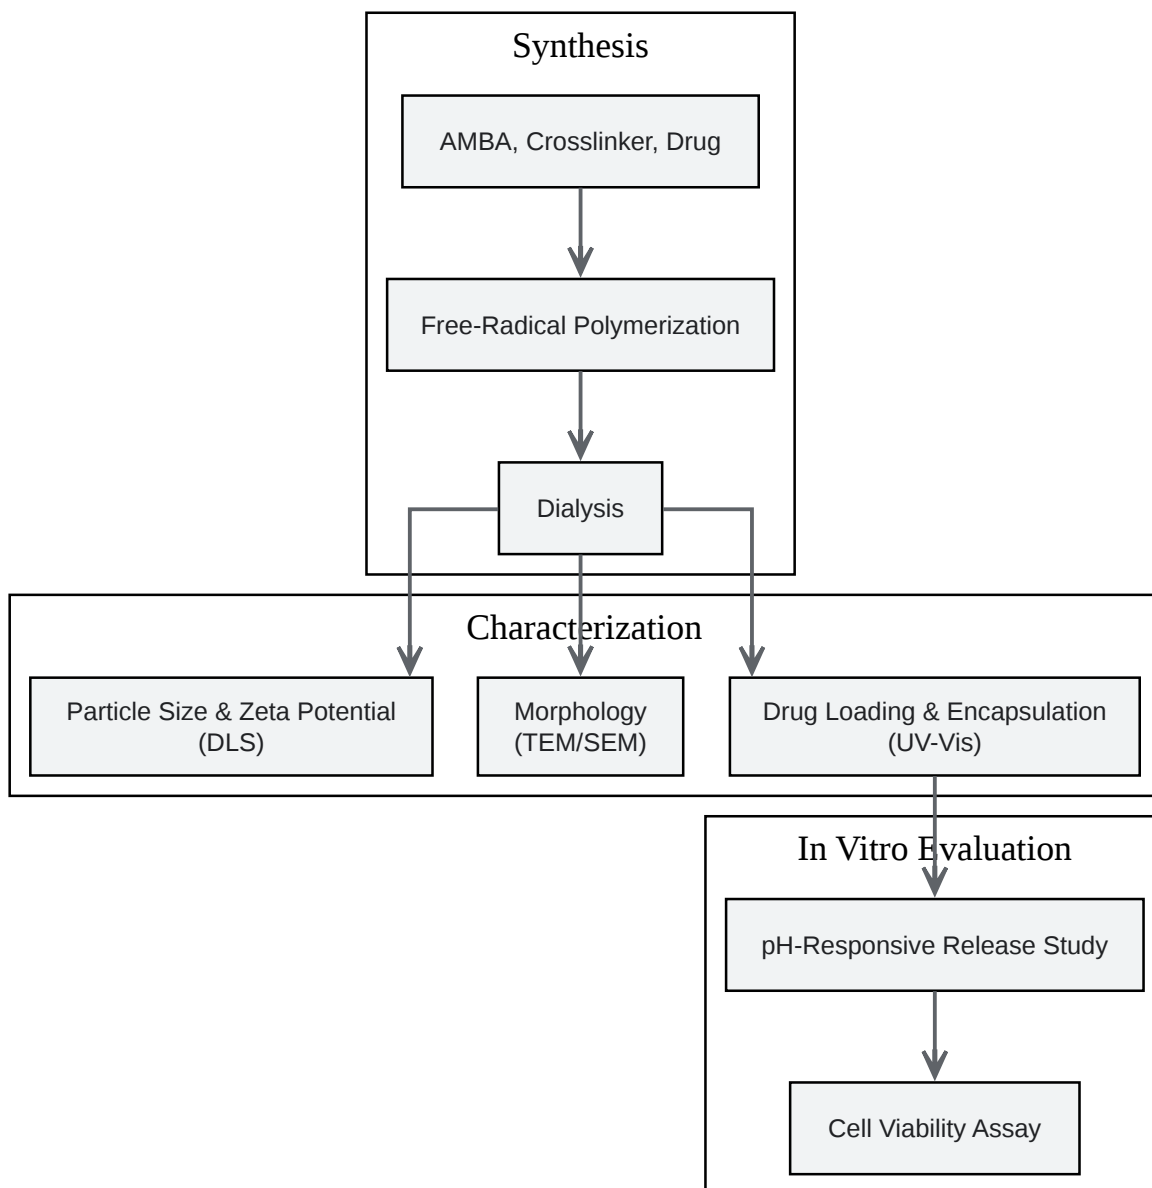 Synthesis
AMBA, Crosslinker, Drug
Free-Radical Polymerization
Dialysis
Characterization
Particle Size & Zeta Potential
(DLS)
Morphology
(TEM/SEM)
Drug Loading & Encapsulation
(UV-Vis)
In Vitro Evaluation
pH-Responsive Release Study
Cell Viability Assay